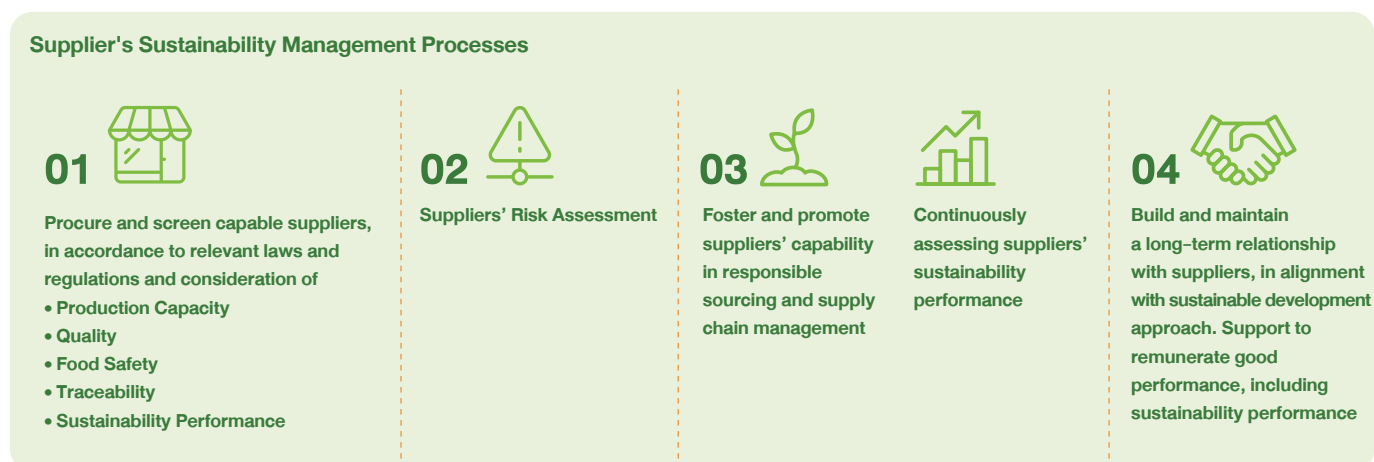 Supplier's Sustainability Management Processes
01
Procure and screen capable suppliers,
in accordance to relevant laws and
regulations and consideration of
• Production Capacity
• Quality
• Food Safety
• Traceability
• Sustainability Performance
02
Suppliers’ Risk Assessment
03
Foster and promote
suppliers’ capability
in responsible
sourcing and supply
chain management
Continuously
assessing suppliers’
sustainability
performance
04
Build and maintain
a long-term relationship
with suppliers, in alignment
with sustainable development
approach. Support to
remunerate good
performance, including
sustainability performance